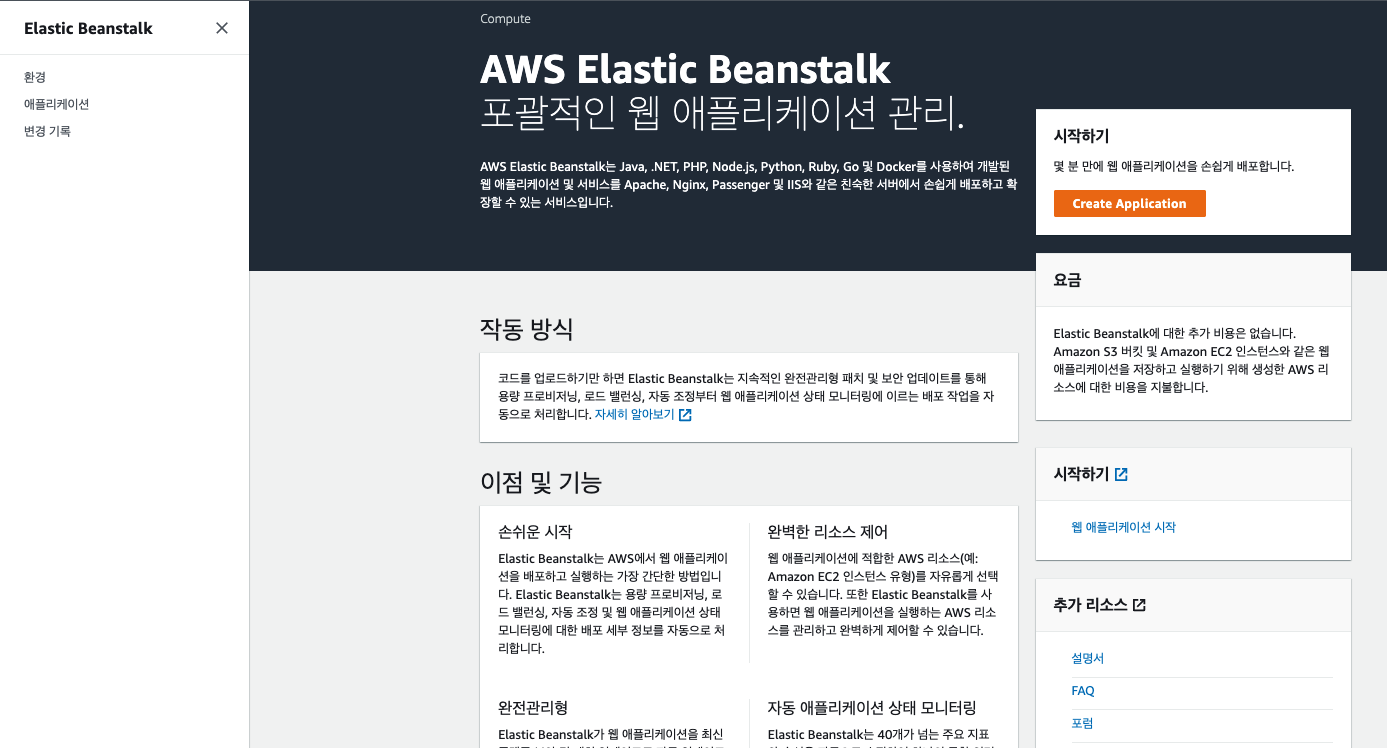 Elastic Beanstalk
환경
애플리케이션
변경 기록
Compute
AWS Elastic Beanstalk
포괄적인 웹 애플리케이션 관리.
AWS Elastic Beanstalk는 Java, .NET, PHP, Node.js, Python, Ruby, Go 및 Docker를 사용하여 개발된
웹 애플리케이션 및 서비스를 Apache, Nginx, Passenger 및 IIS와 같은 친숙한 서버에서 손쉽게 배포하고 확
장할 수 있는 서비스입니다.
시작하기
몇 분 만에 웹 애플리케이션을 손쉽게 배포합니다.
Create Application
요금
Elastic Beanstalk에 대한 추가 비용은 없습니다.
Amazon S3 버킷 및 Amazon EC2 인스턴스와 같은 웹
애플리케이션을 저장하고 실행하기 위해 생성한 AWS 리
소스에 대한 비용을 지불합니다.
작동 방식
코드를 업로드하기만 하면 Elastic Beanstalk는 지속적인 완전관리형 패치 및 보안 업데이트를 통해
용량 프로비저닝, 로드 밸런싱, 자동 조정부터 웹 애플리케이션 상태 모니터링에 이르는 배포 작업을 자
동으로 처리합니다. 자세히 알아보기
시작하기
웹 애플리케이션 시작
이점 및 기능
손쉬운 시작
Elastic Beanstalk는 AWS에서 웹 애플리케이
션을 배포하고 실행하는 가장 간단한 방법입니
다. Elastic Beanstalk는 용량 프로비저닝, 로
드 밸런싱, 자동 조정 및 웹 애플리케이션 상태
모니터링에 대한 배포 세부 정보를 자동으로 처
리합니다.
완벽한 리소스 제어
웹 애플리케이션에 적합한 AWS 리소스(예:
Amazon EC2 인스턴스 유형)를 자유롭게 선택
할 수 있습니다. 또한 Elastic Beanstalk를 사
용하면 웹 애플리케이션을 실행하는 AWS 리소
스를 관리하고 완벽하게 제어할 수 있습니다.
추가 리소스
설명서
FAQ
포럼
완전관리형
Elastic Beanstalk가 웹 애플리케이션을 최신
자동 애플리케이션 상태 모니터링
Elastic Beanstalk는 40개가 넘는 주요 지표